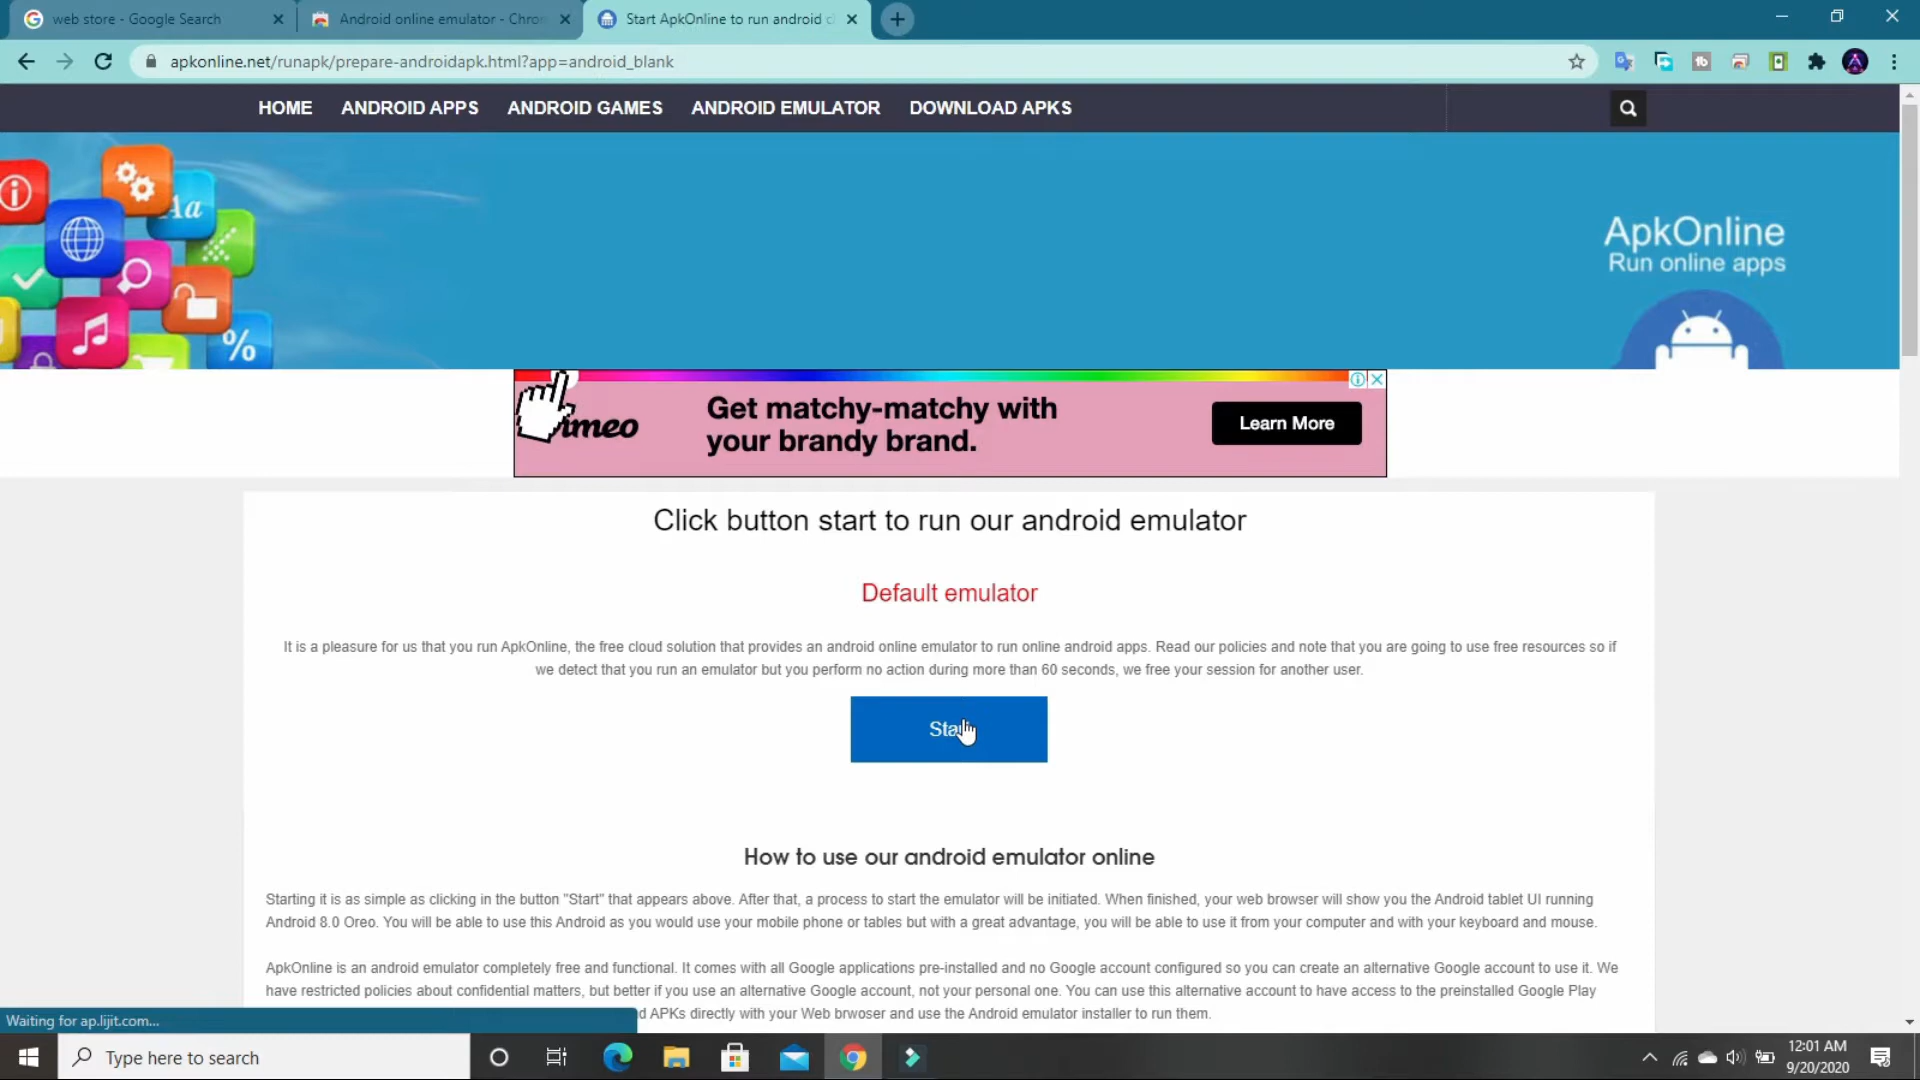 web store - Google Search
Android online emulator - Chro
Start ApkOnline to run android
apkonline.net/runapk/prepare-androidapk.html?app=android_blank
HOME ANDROID APPS ANDROID GAMES ANDROID EMULATOR DOWNLOAD APKS
Aa
%
ApkOnline
Run online apps
imeo
Get matchy-matchy with
your brandy brand.
Learn More
Click button start to run our android emulator
Default emulator
It is a pleasure for us that you run ApkOnline, the free cloud solution that provides an android online emulator to run online android apps. Read our policies and note that you are going to use free resources so if
we detect that you run an emulator but you perform no action during more than 60 seconds, we free your session for another user.
Start
How to use our android emulator online
Starting it is as simple as clicking in the button "Start" that appears above. After that, a process to start the emulator will be initiated. When finished, your web browser will show you the Android tablet UI running
Android 8.0 Oreo. You will be able to use this Android as you would use your mobile phone or tables but with a great advantage, you will be able to use it from your computer and with your keyboard and mouse.
ApkOnline is an android emulator completely free and functional. It comes with all Google applications pre-installed and no Google account configured so you can create an alternative Google account to use it. We
have restricted policies about confidential matters, but better if you use an alternative Google account, not your personal one. You can use this alternative account to have access to the preinstalled Google Play
d APKs directly with your Web brwoser and use the Android emulator installer to run them.
Waiting for ap.lijit.com...
Type here to search
12:01 AM
9/20/2020